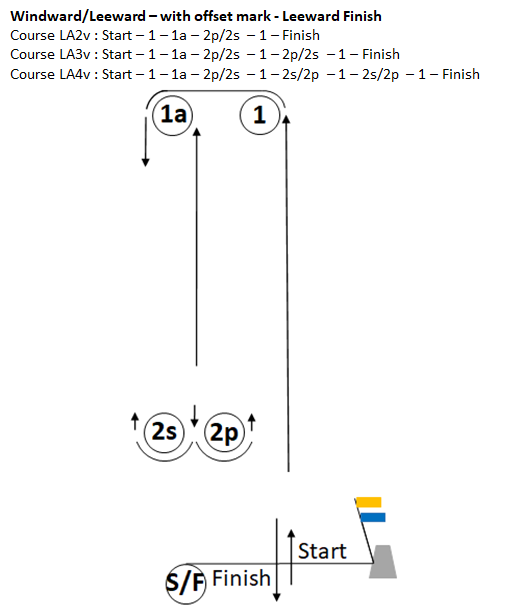 Windward/Leeward – with offset mark - Leeward Finish
Course LA2v : Start – 1 – 1a – 2p/2s – 1 – Finish
Course LA3v : Start – 1 – 1a – 2p/2s – 1 – 2p/2s – 1 – Finish
Course LA4v : Start – 1 – 1a – 2p/2s – 1 – 2s/2p – 1 – 2s/2p – 1 – Finish
1a 1
2s 2p
Start
S/F Finish